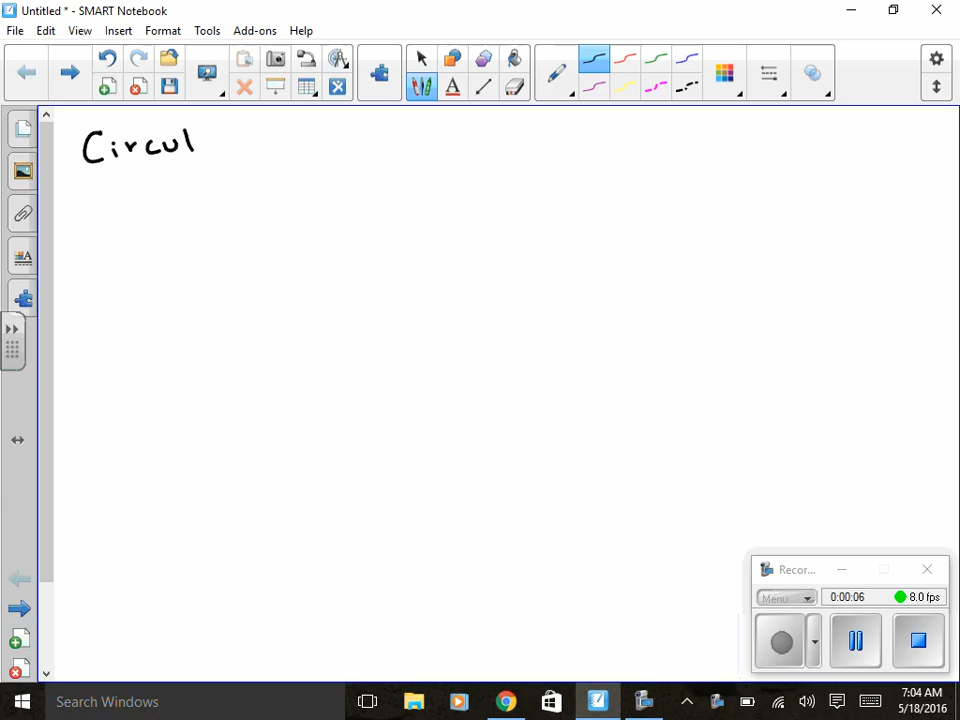 Untitled * - SMART Notebook
File Edit View Insert Format Tools Add-ons Help
Circul
Recor...
Menu 0:00:06 8.0 fps
Search Windows
7:04 AM
5/18/2016